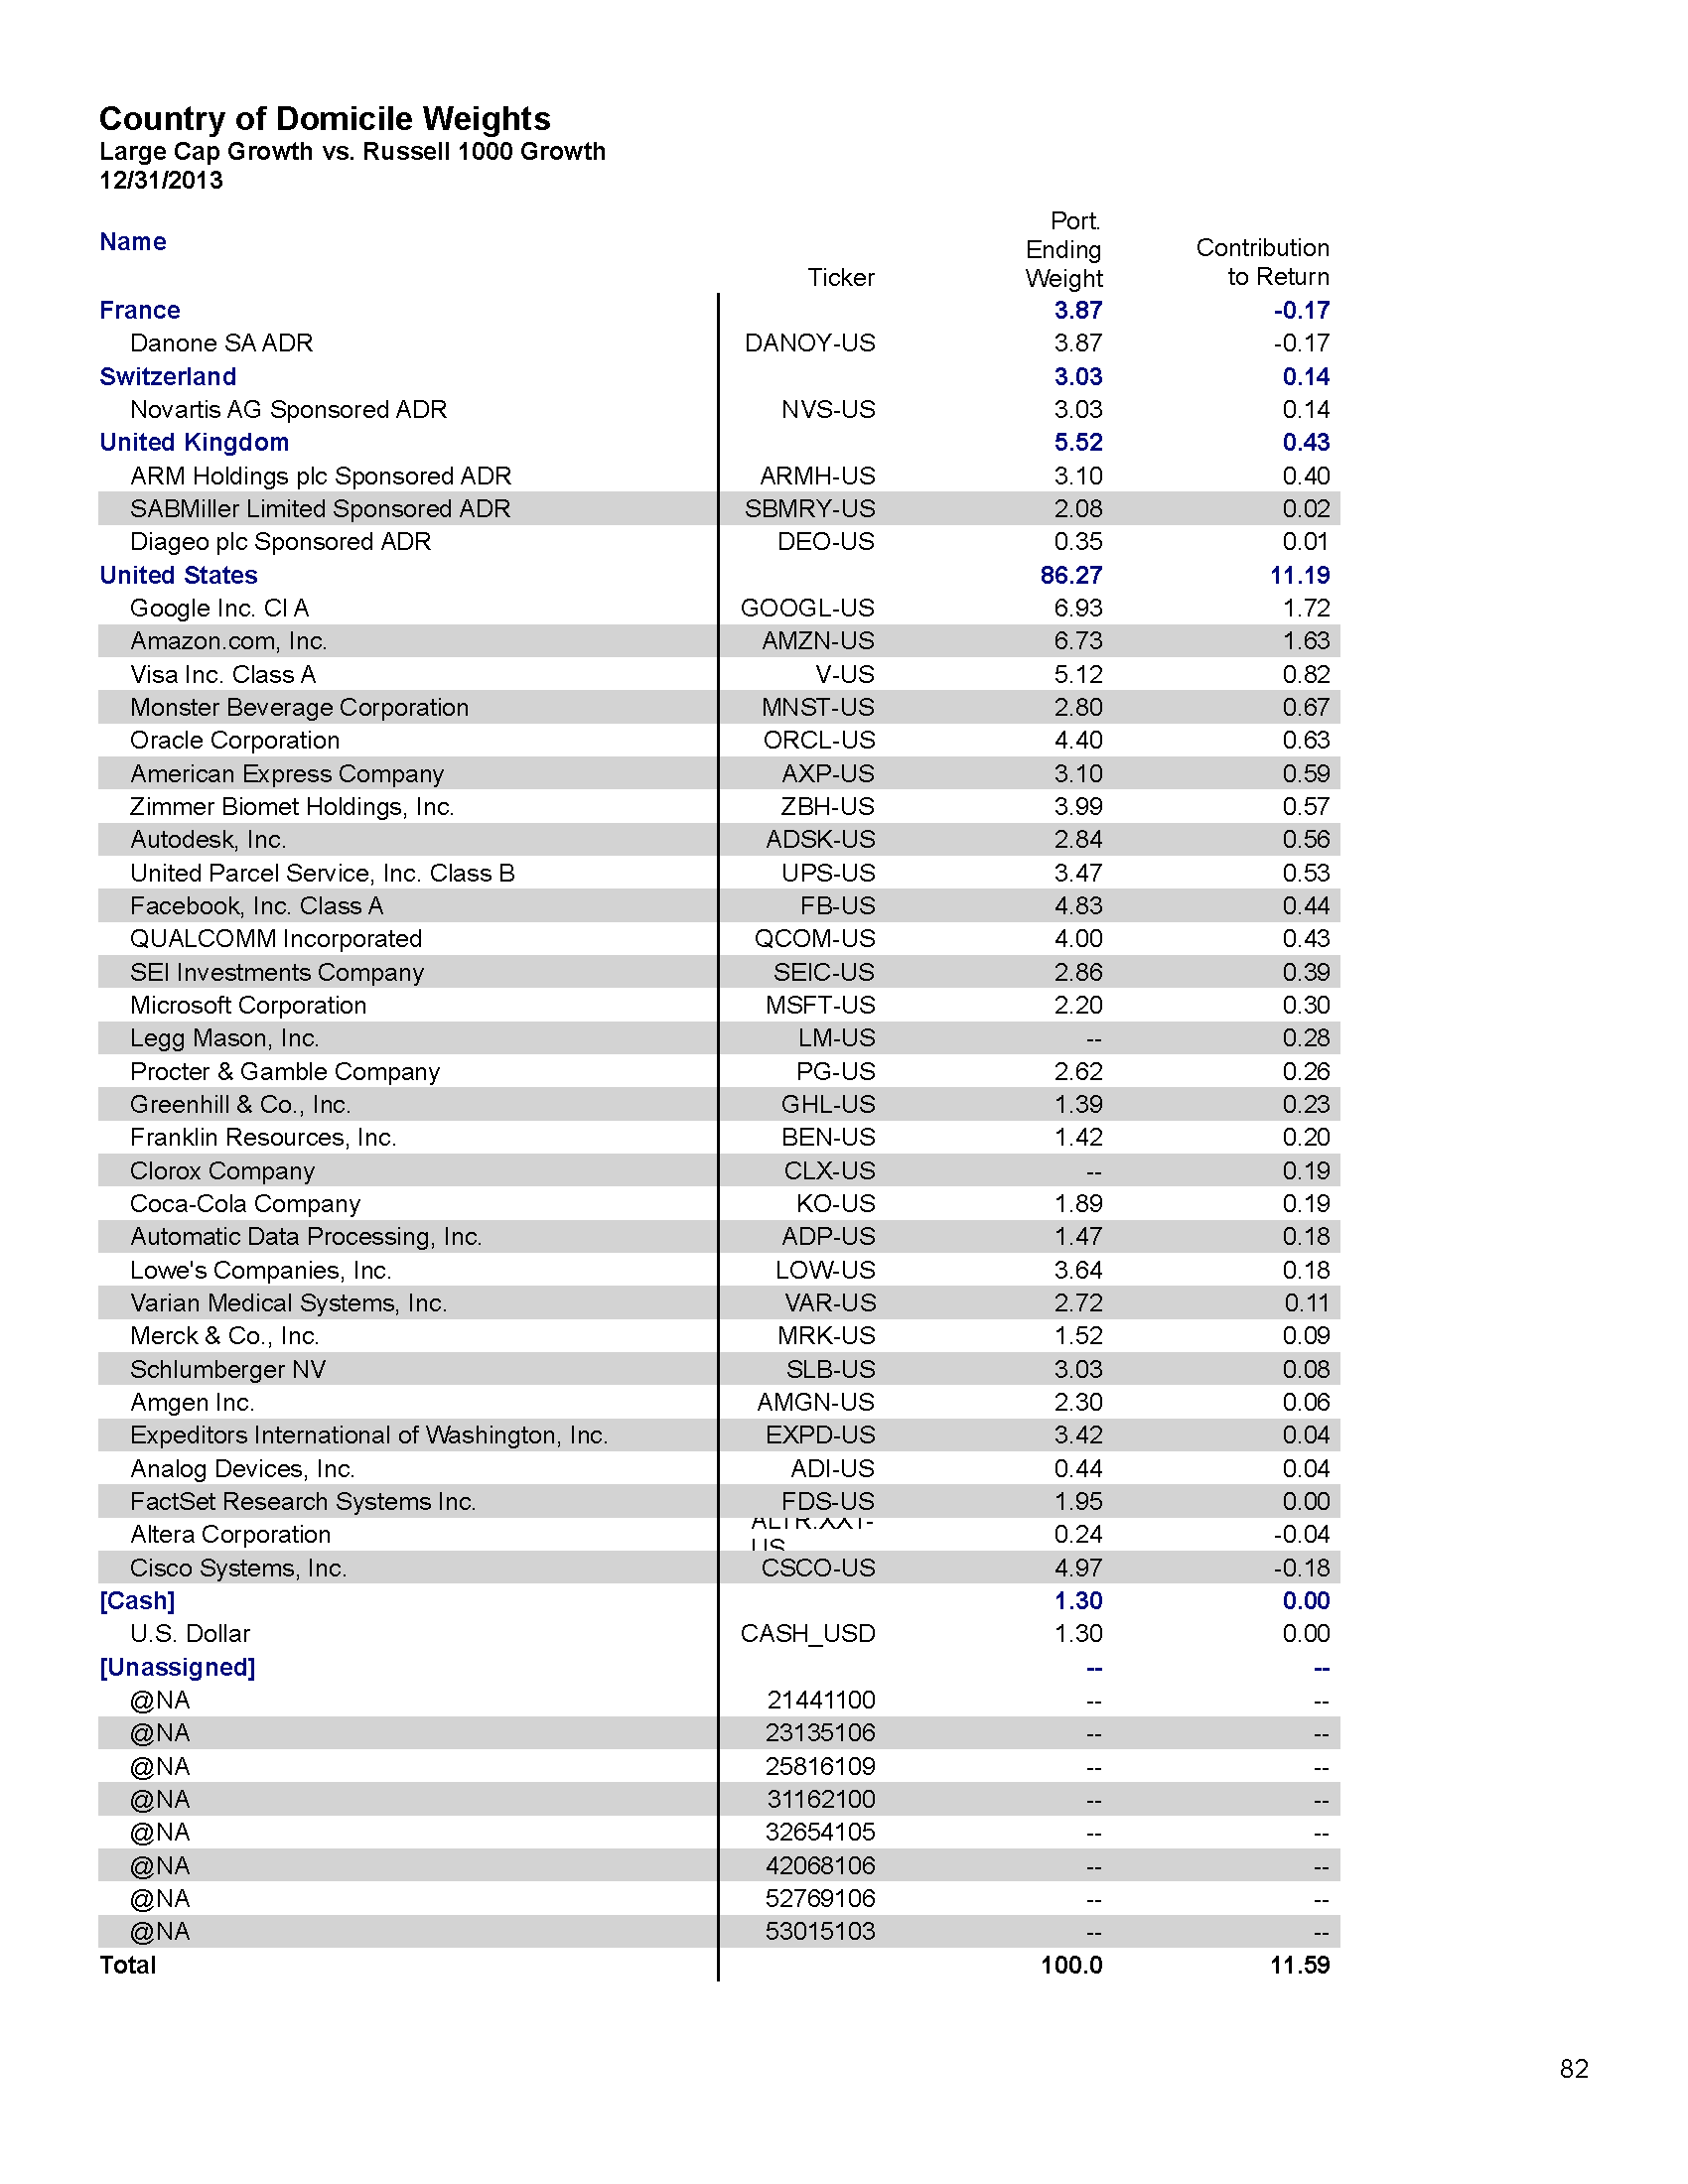 Country of Domicile Weights
Large Cap Growth vs. Russell 1000 Growth
12/31/2013
Name Ticker Port. Ending Weight Contribution to Return
France 3.87 -0.17
Danone SA ADR DANOY-US 3.87 -0.17
Switzerland 3.03 0.14
Novartis AG Sponsored ADR NVS-US 3.03 0.14
United Kingdom 5.52 0.43
ARM Holdings plc Sponsored ADR ARMH-US 3.10 0.40
SABMiller Limited Sponsored ADR SBMRY-US 2.08 0.02
Diageo plc Sponsored ADR DEO-US 0.35 0.01
United States 86.27 11.19
Google Inc. Cl A GOOGL-US 6.93 1.72
Amazon.com, Inc. AMZN-US 6.73 1.63
Visa Inc. Class A V-US 5.12 0.82
Monster Beverage Corporation MNST-US 2.80 0.67
Oracle Corporation ORCL-US 4.40 0.63
American Express Company AXP-US 3.10 0.59
Zimmer Biomet Holdings, Inc. ZBH-US 3.99 0.57
Autodesk, Inc. ADSK-US 2.84 0.56
United Parcel Service, Inc. Class B UPS-US 3.47 0.53
Facebook, Inc. Class A FB-US 4.83 0.44
QUALCOMM Incorporated QCOM-US 4.00 0.43
SEI Investments Company SEIC-US 2.86 0.39
Microsoft Corporation MSFT-US 2.20 0.30
Legg Mason, Inc. LM-US -- 0.28
Procter & Gamble Company PG-US 2.62 0.26
Greenhill & Co., Inc. GHL-US 1.39 0.23
Franklin Resources, Inc. BEN-US 1.42 0.20
Clorox Company CLX-US -- 0.19
Coca-Cola Company KO-US 1.89 0.19
Automatic Data Processing, Inc. ADP-US 1.47 0.18
Lowe's Companies, Inc. LOW-US 3.64 0.18
Varian Medical Systems, Inc. VAR-US 2.72 0.11
Merck & Co., Inc. MRK-US 1.52 0.09
Schlumberger NV SLB-US 3.03 0.08
Amgen Inc. AMGN-US 2.30 0.06
Expeditors International of Washington, Inc. EXPD-US 3.42 0.04
Analog Devices, Inc. ADI-US 0.44 0.04
FactSet Research Systems Inc. FDS-US 1.95 0.00
Altera Corporation ALTR.XX1-US 0.24 -0.04
Cisco Systems, Inc. CSCO-US 4.97 -0.18
[Cash] 1.30 0.00
U.S. Dollar CASH_USD 1.30 0.00
[Unassigned] -- --
@NA 21441100 -- --
@NA 23135106 -- --
@NA 25816109 -- --
@NA 31162100 -- --
@NA 32654105 -- --
@NA 42068106 -- --
@NA 52769106 -- --
@NA 53015103 -- --
Total 100.0 11.59
82